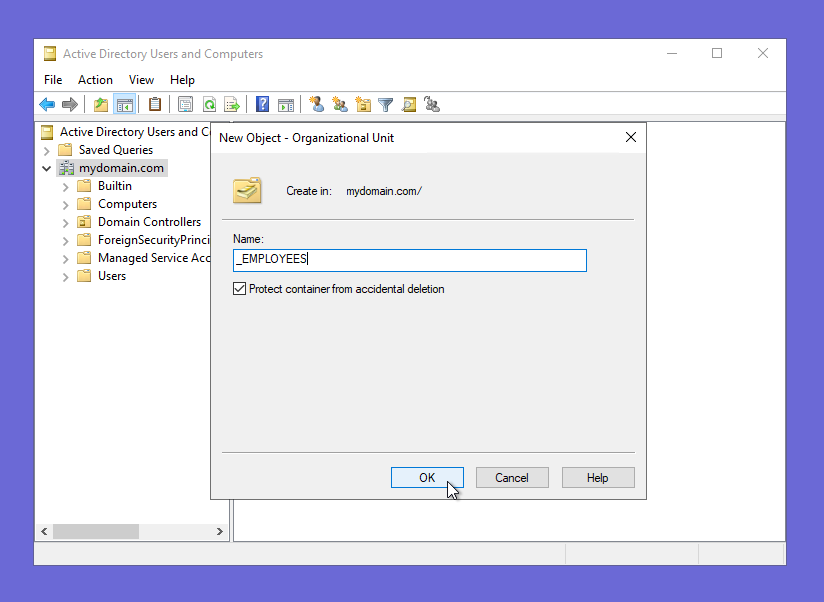 Active Directory Users and Computers
File Action View Help
Active Directory Users and C
Saved Queries
mydomain.com
Builtin
Computers
Domain Controllers
ForeignSecurityPrinci
Managed Service Acc
Users
New Object - Organizational Unit
Create in: mydomain.com/
Name:
_EMPLOYEES
Protect container from accidental deletion
OK Cancel Help